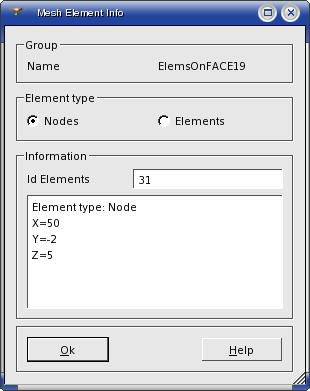 Mesh Element Info
Group
Name ElemsOnFACE19
Element type
Nodes Elements
Information
Id Elements 31
Element type: Node
X=50
Y=-2
Z=5
Ok Help